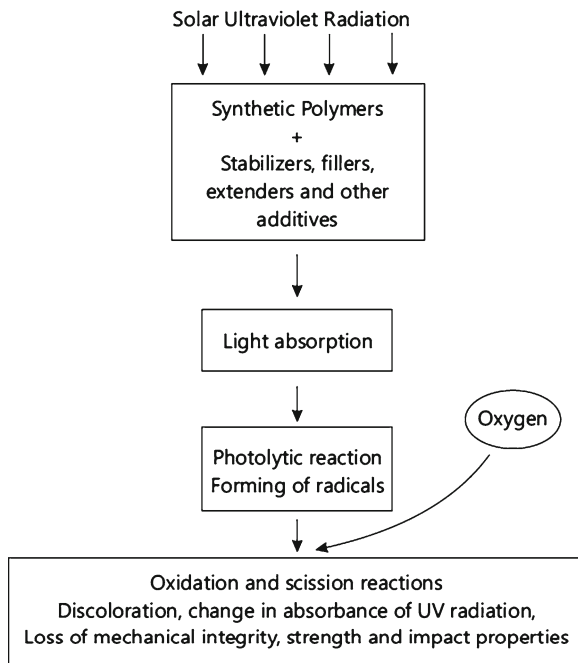 Solar Ultraviolet Radiation
Synthetic Polymers
+
Stabilizers, fillers,
extenders and other
additives
Light absorption
Oxygen
Photolytic reaction
Forming of radicals
Oxidation and scission reactions
Discoloration, change in absorbance of UV radiation,
Loss of mechanical integrity, strength and impact properties